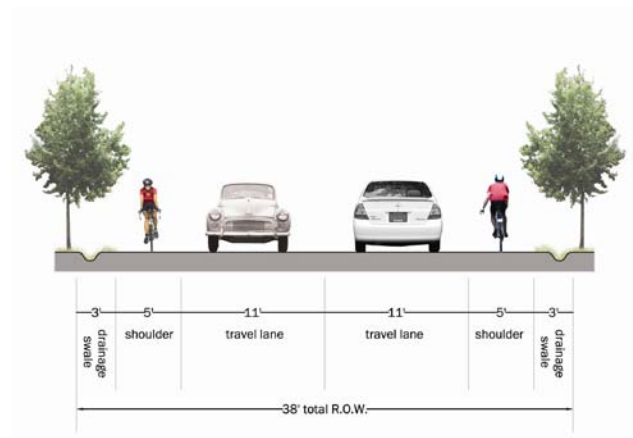 3' 5' 11' 11' 5' 3'
drainage swale shoulder travel lane travel lane shoulder drainage swale
38' total R.O.W.